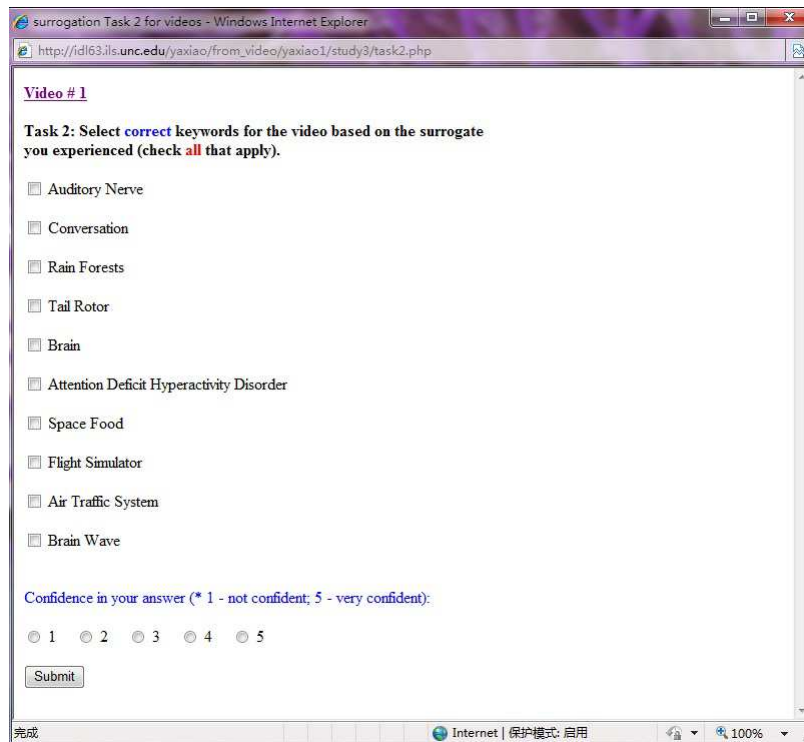 surrogation Task 2 for videos - Windows Internet Explorer
http://idl63.ils.unc.edu/yaxiao/from_video/yaxiao1/study3/task2.php
Video # 1
Task 2: Select correct keywords for the video based on the surrogate
you experienced (check all that apply).
Auditory Nerve
Conversation
Rain Forests
Tail Rotor
Brain
Attention Deficit Hyperactivity Disorder
Space Food
Flight Simulator
Air Traffic System
Brain Wave
Confidence in your answer (* 1 - not confident; 5 - very confident):
1 2 3 4 5
Submit
完成 Internet | 保护模式: 启用 100%